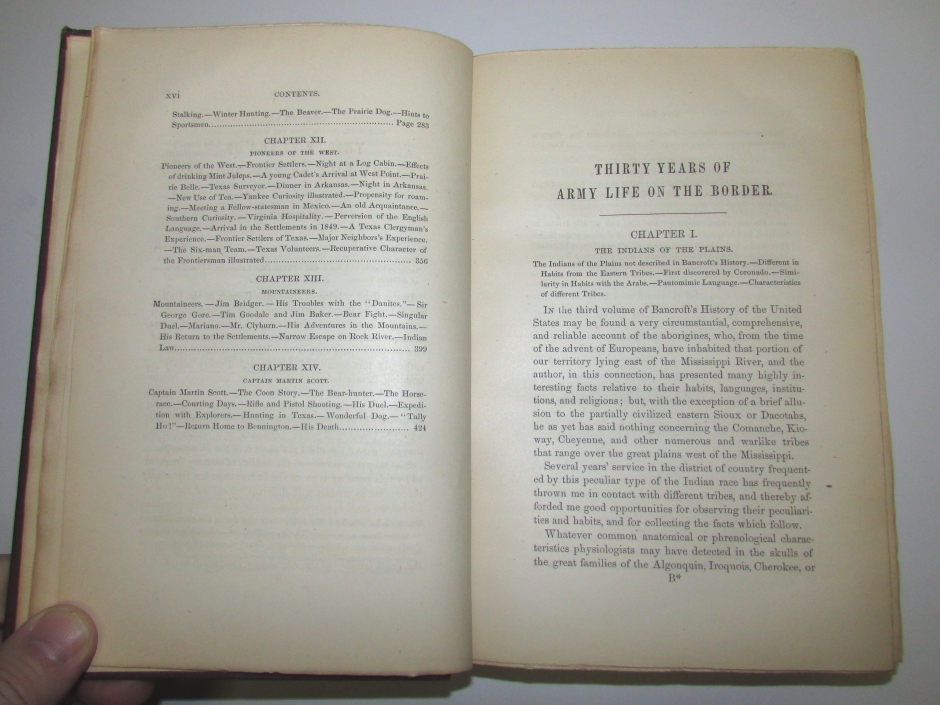 xvi CONTENTS.
Stalking.—Winter Hunting.—The Beaver.—The Prairie Dog.—Hints to
Sportsmen.................................................................. Page 283
CHAPTER XII.
PIONEERS OF THE WEST.
Pioneers of the West.—Frontier Settlers.—Night at a Log Cabin.—Effects
of drinking Mint Juleps.—A young Cadet's Arrival at West Point.—Prai-
rie Belle.—Texas Surveyor.—Dinner in Arkansas.—Night in Arkansas.
—New Use of Tea.—Yankee Curiosity illustrated.—Propensity for roam-
ing.—Meeting a Fellow-statesman in Mexico.—An old Acquaintance.—
Southern Curiosity.—Virginia Hospitality.—Perversion of the English
Language.—Arrival in the Settlements in 1849.—A Texas Clergyman's
Experience.—Frontier Settlers of Texas.—Major Neighbors's Experience.
—The Six-man Team.—Texas Volunteers.—Recuperative Character of
the Frontiersman illustrated.................................................. 356
CHAPTER XIII.
MOUNTAINEERS.
Mountaineers.—Jim Bridger.—His Troubles with the "Danites."—Sir
George Gore.—Tim Goodale and Jim Baker.—Bear Fight.—Singular
Duel.—Mariano.—Mr. Clyburn.—His Adventures in the Mountains.—
His Return to the Settlements.—Narrow Escape on Rock River.—Indian
Law............................................................................ 399
CHAPTER XIV.
CAPTAIN MARTIN SCOTT.
Captain Martin Scott.—The Coon Story.—The Bear-hunter.—The Horse-
race.—Courting Days.—Rifle and Pistol Shooting.—His Duel.—Expedi-
tion with Explorers.—Hunting in Texas.—Wonderful Dog.—"Tally
Ho!"—Return Home to Bennington.—His Death........................ 424
THIRTY YEARS OF
ARMY LIFE ON THE BORDER.
CHAPTER I.
THE INDIANS OF THE PLAINS.
The Indians of the Plains not described in Bancroft's History.—Different in
Habits from the Eastern Tribes.—First discovered by Coronado.—Simi-
larity in Habits with the Arabs.—Pantomimic Language.—Characteristics
of different Tribes.
In the third volume of Bancroft's History of the United
States may be found a very circumstantial, comprehensive,
and reliable account of the aborigines, who, from the time
of the advent of Europeans, have inhabited that portion of
our territory lying east of the Mississippi River, and the
author, in this connection, has presented many highly in-
teresting facts relative to their habits, languages, institu-
tions, and religions; but, with the exception of a brief allu-
sion to the partially civilized eastern Sioux or Dacotahs,
he as yet has said nothing concerning the Comanche, Kio-
way, Cheyenne, and other numerous and warlike tribes
that range over the great plains west of the Mississippi.
Several years' service in the district of country frequent-
ed by this peculiar type of the Indian race has frequently
thrown me in contact with different tribes, and thereby af-
forded me good opportunities for observing their peculiari-
ties and habits, and for collecting the facts which follow.
Whatever common anatomical or phrenological charac-
teristics physiologists may have detected in the skulls of
the great families of the Algonquin, Iroquois, Cherokee, or
B*